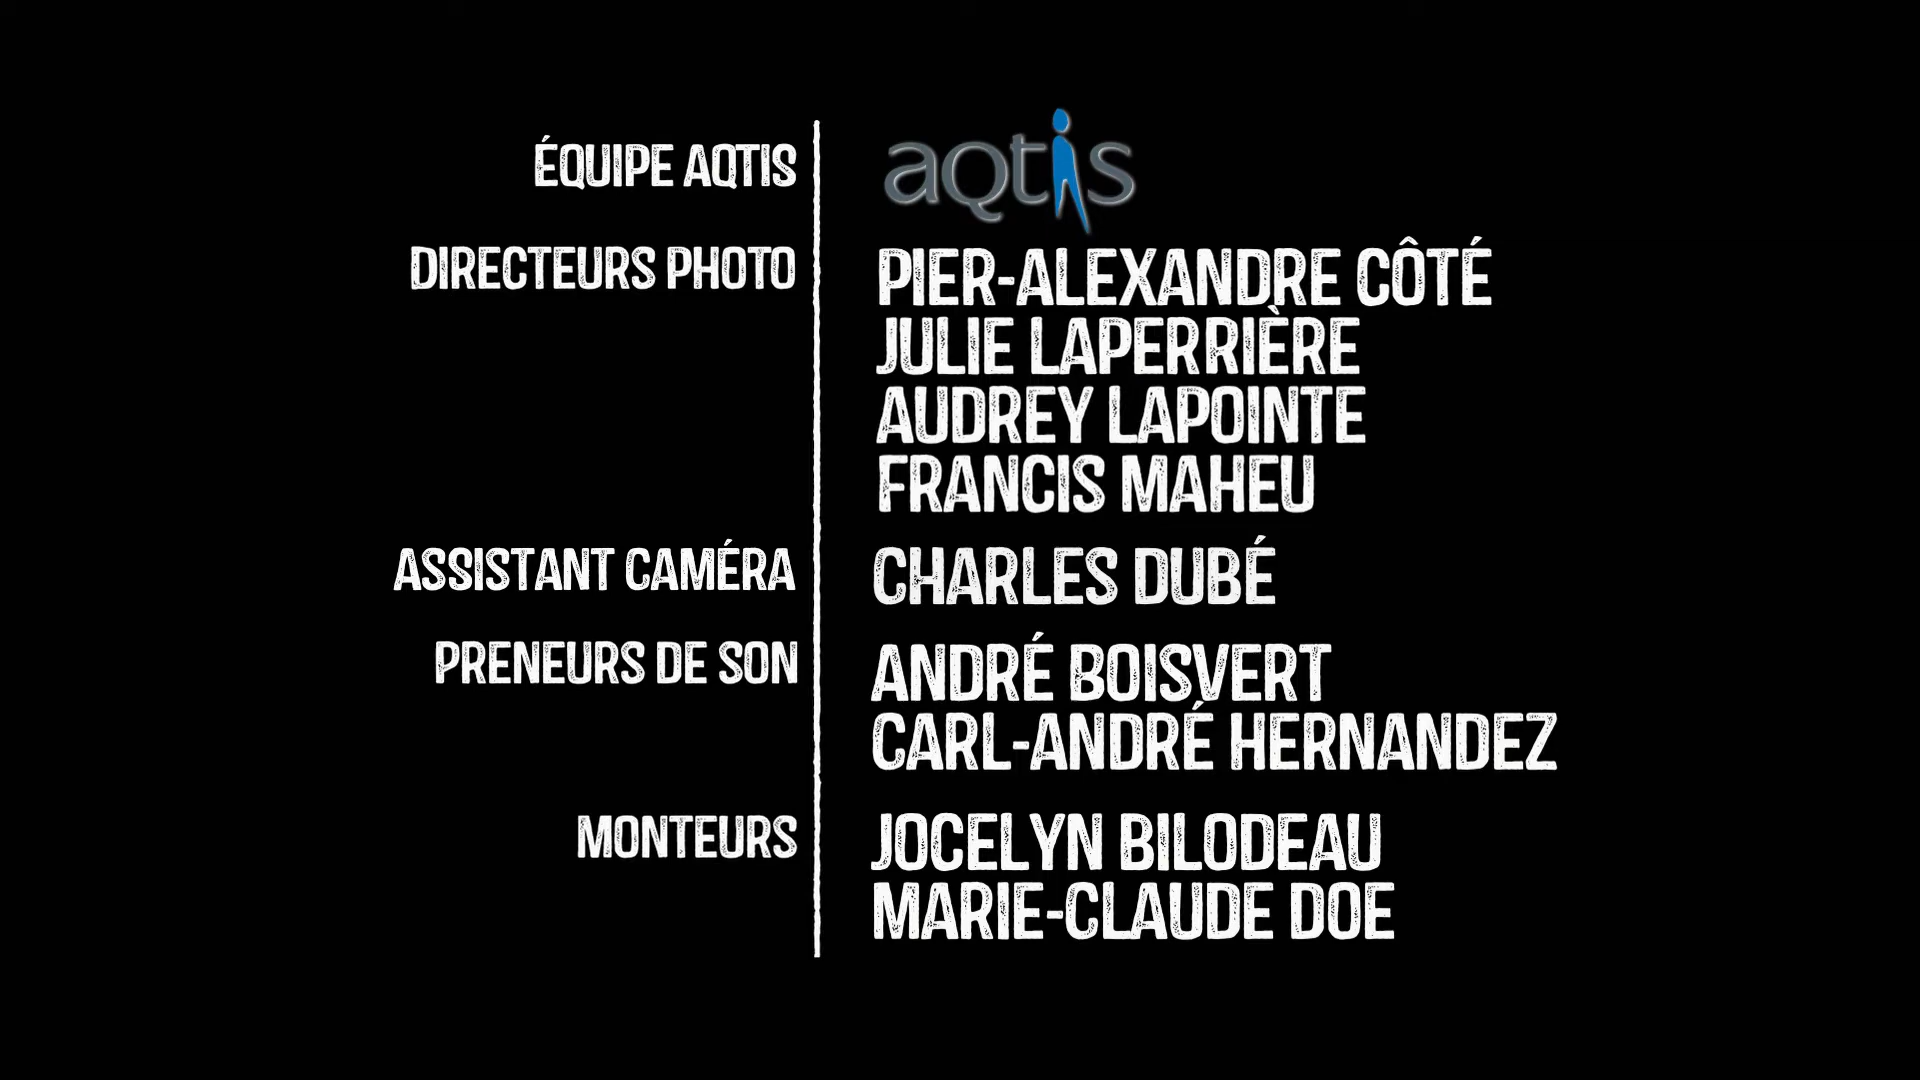 ÉQUIPE AQTIS
aqtis
DIRECTEURS PHOTO
PIER-ALEXANDRE CÔTÉ
JULIE LAPERRIÈRE
AUDREY LAPOINTE
FRANCIS MAHEU
ASSISTANT CAMÉRA
CHARLES DUBÉ
PRENEURS DE SON
ANDRÉ BOISVERT
CARL-ANDRÉ HERNANDEZ
MONTEURS
JOCELYN BILODEAU
MARIE-CLAUDE DOE